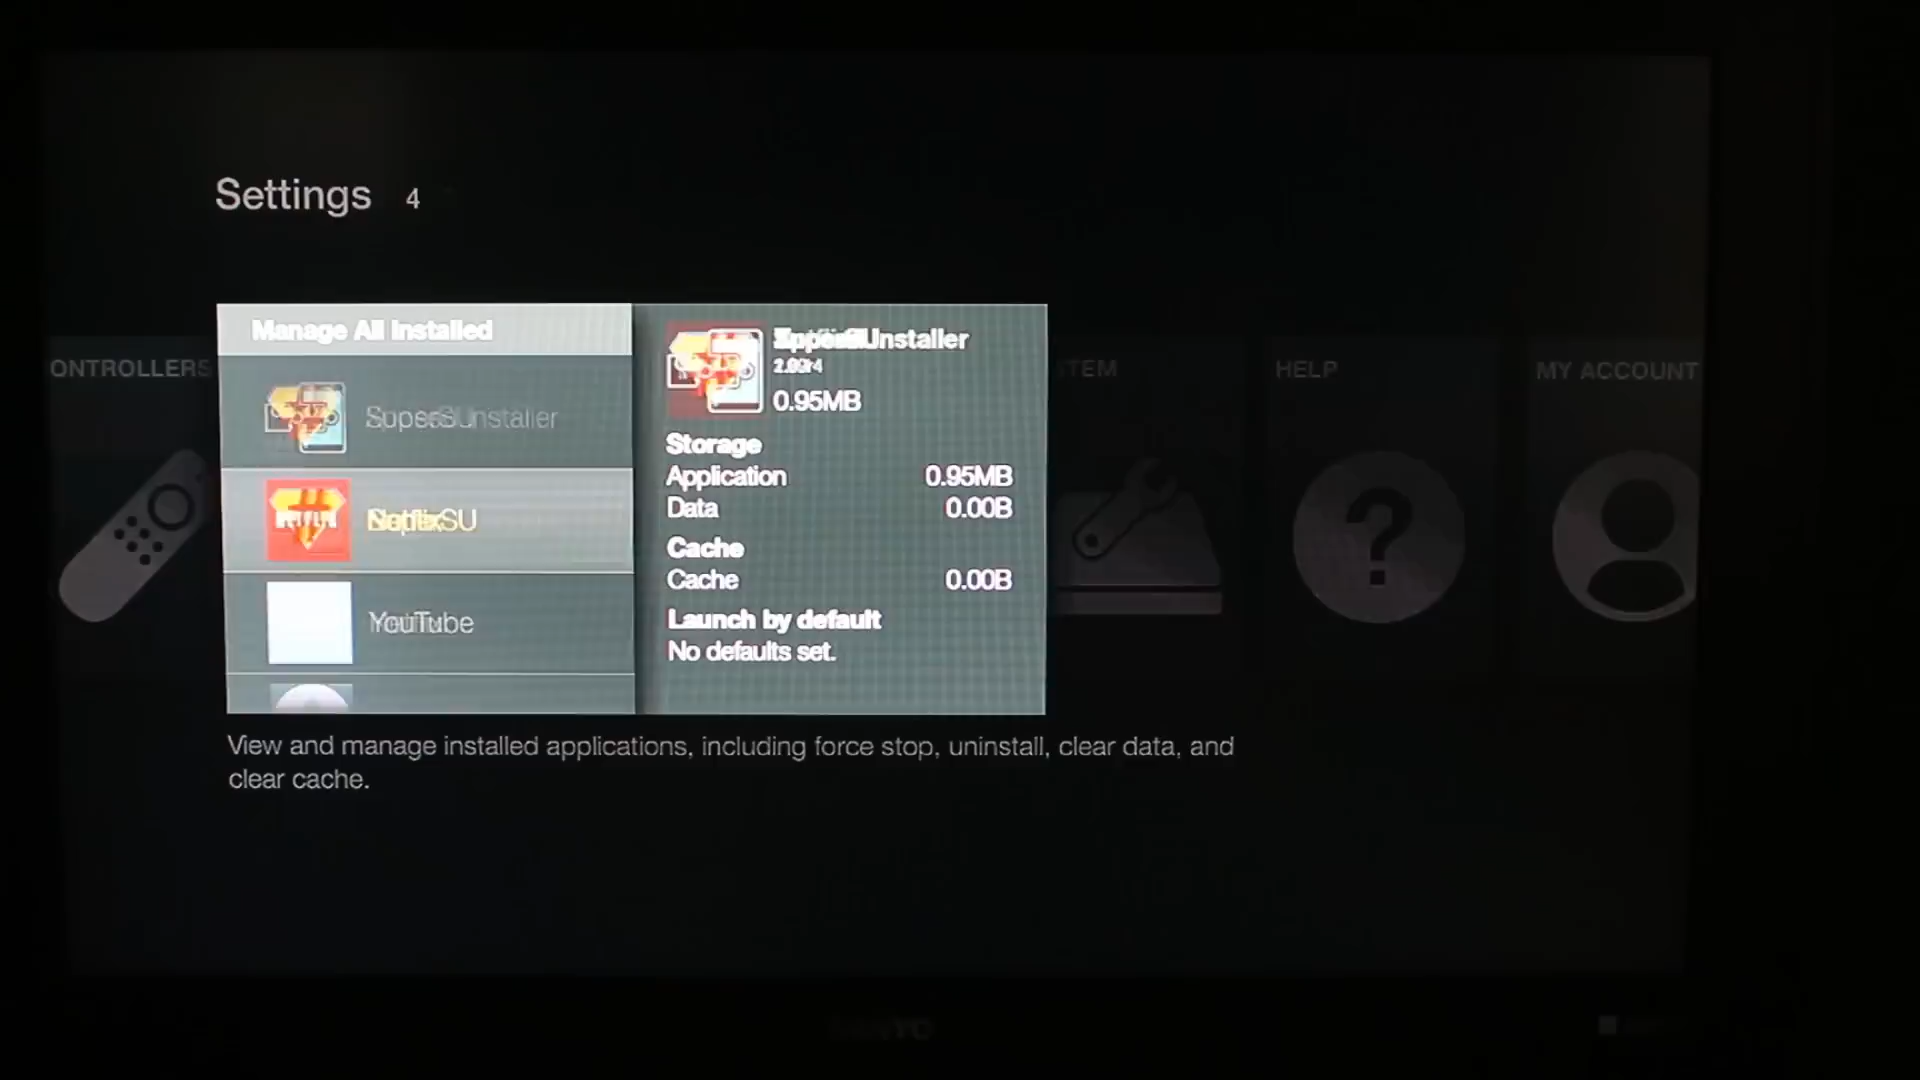 Settings 4
Manage All Installed
YouTube
0.95MB
Storage
Application 0.95MB
Data 0.00B
Cache
Cache 0.00B
Launch by default
No defaults set.
View and manage installed applications, including force stop, uninstall, clear data, and
clear cache.
ONTROLLERS
TEM
HELP
MY ACCOUNT